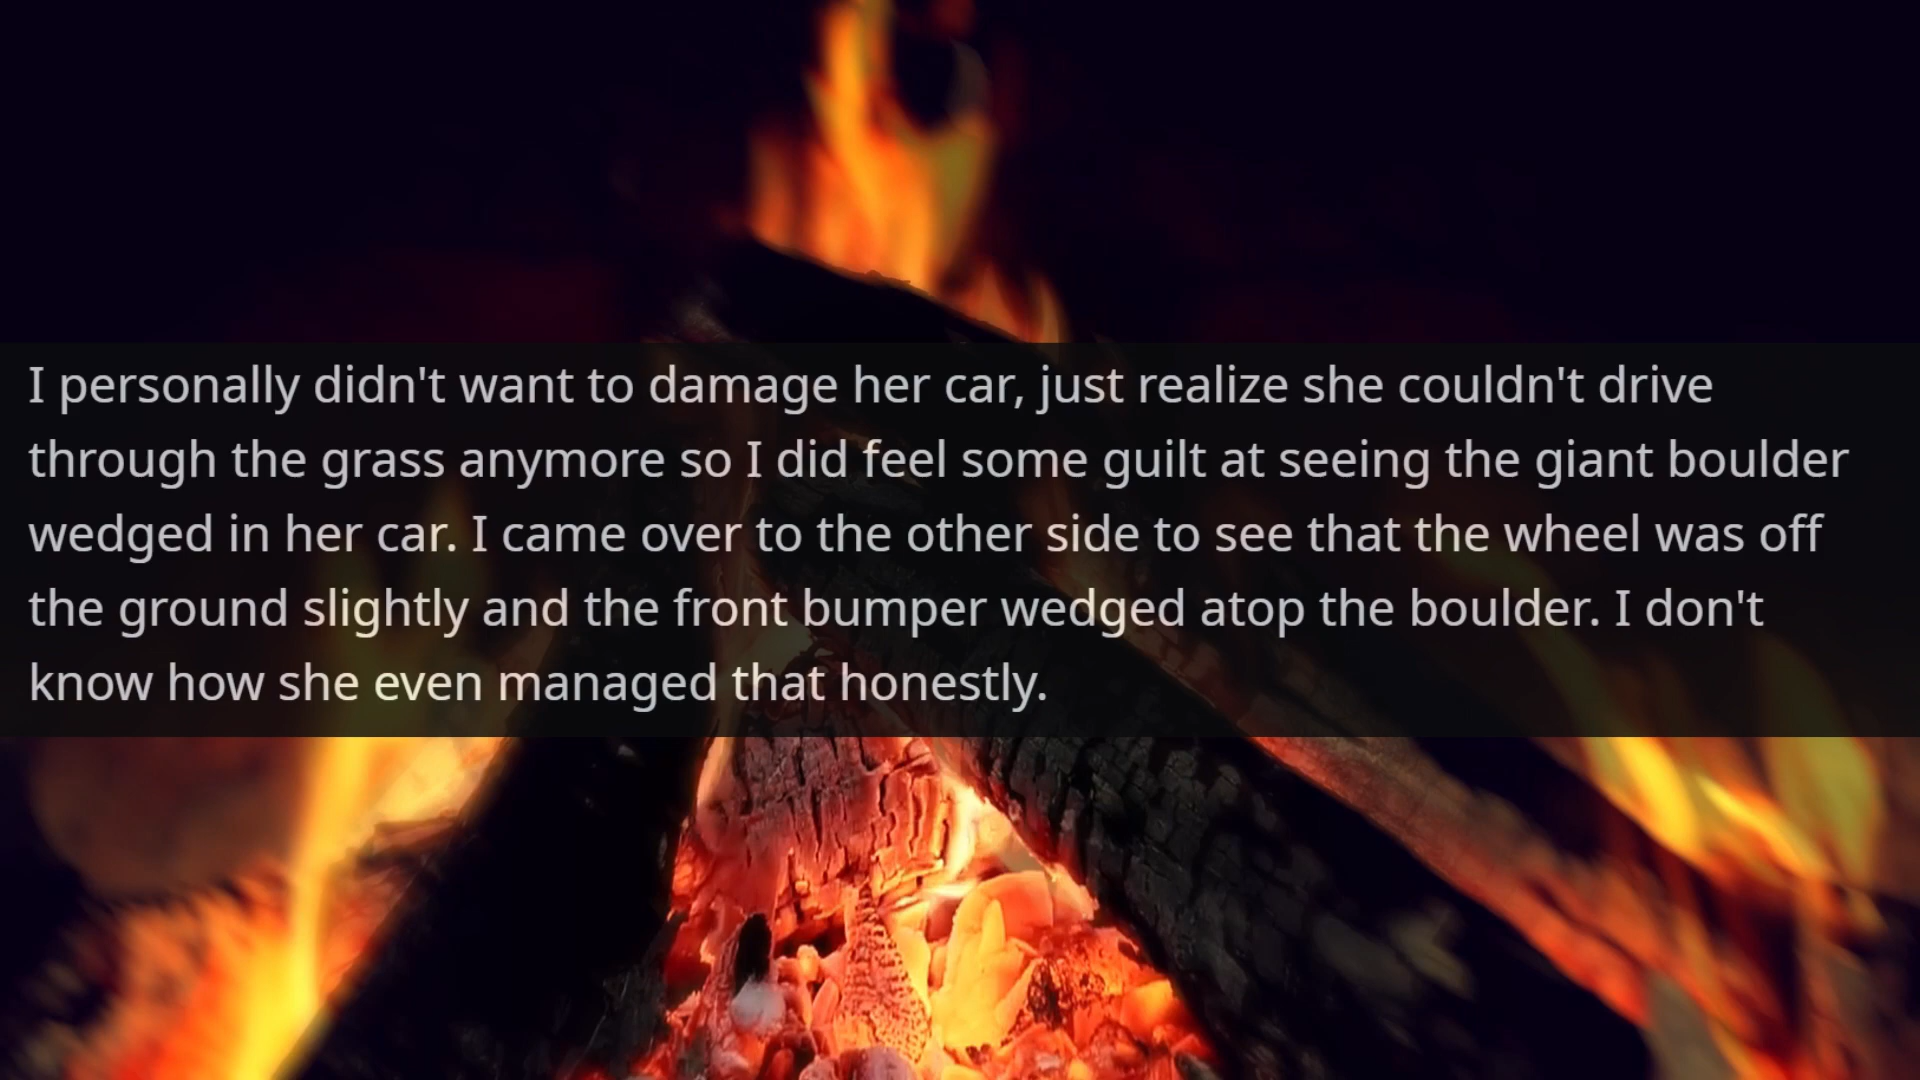 I personally didn't want to damage her car, just realize she couldn't drive
through the grass anymore so I did feel some guilt at seeing the giant boulder
wedged in her car. I came over to the other side to see that the wheel was off
the ground slightly and the front bumper wedged atop the boulder. I don't
know how she even managed that honestly.